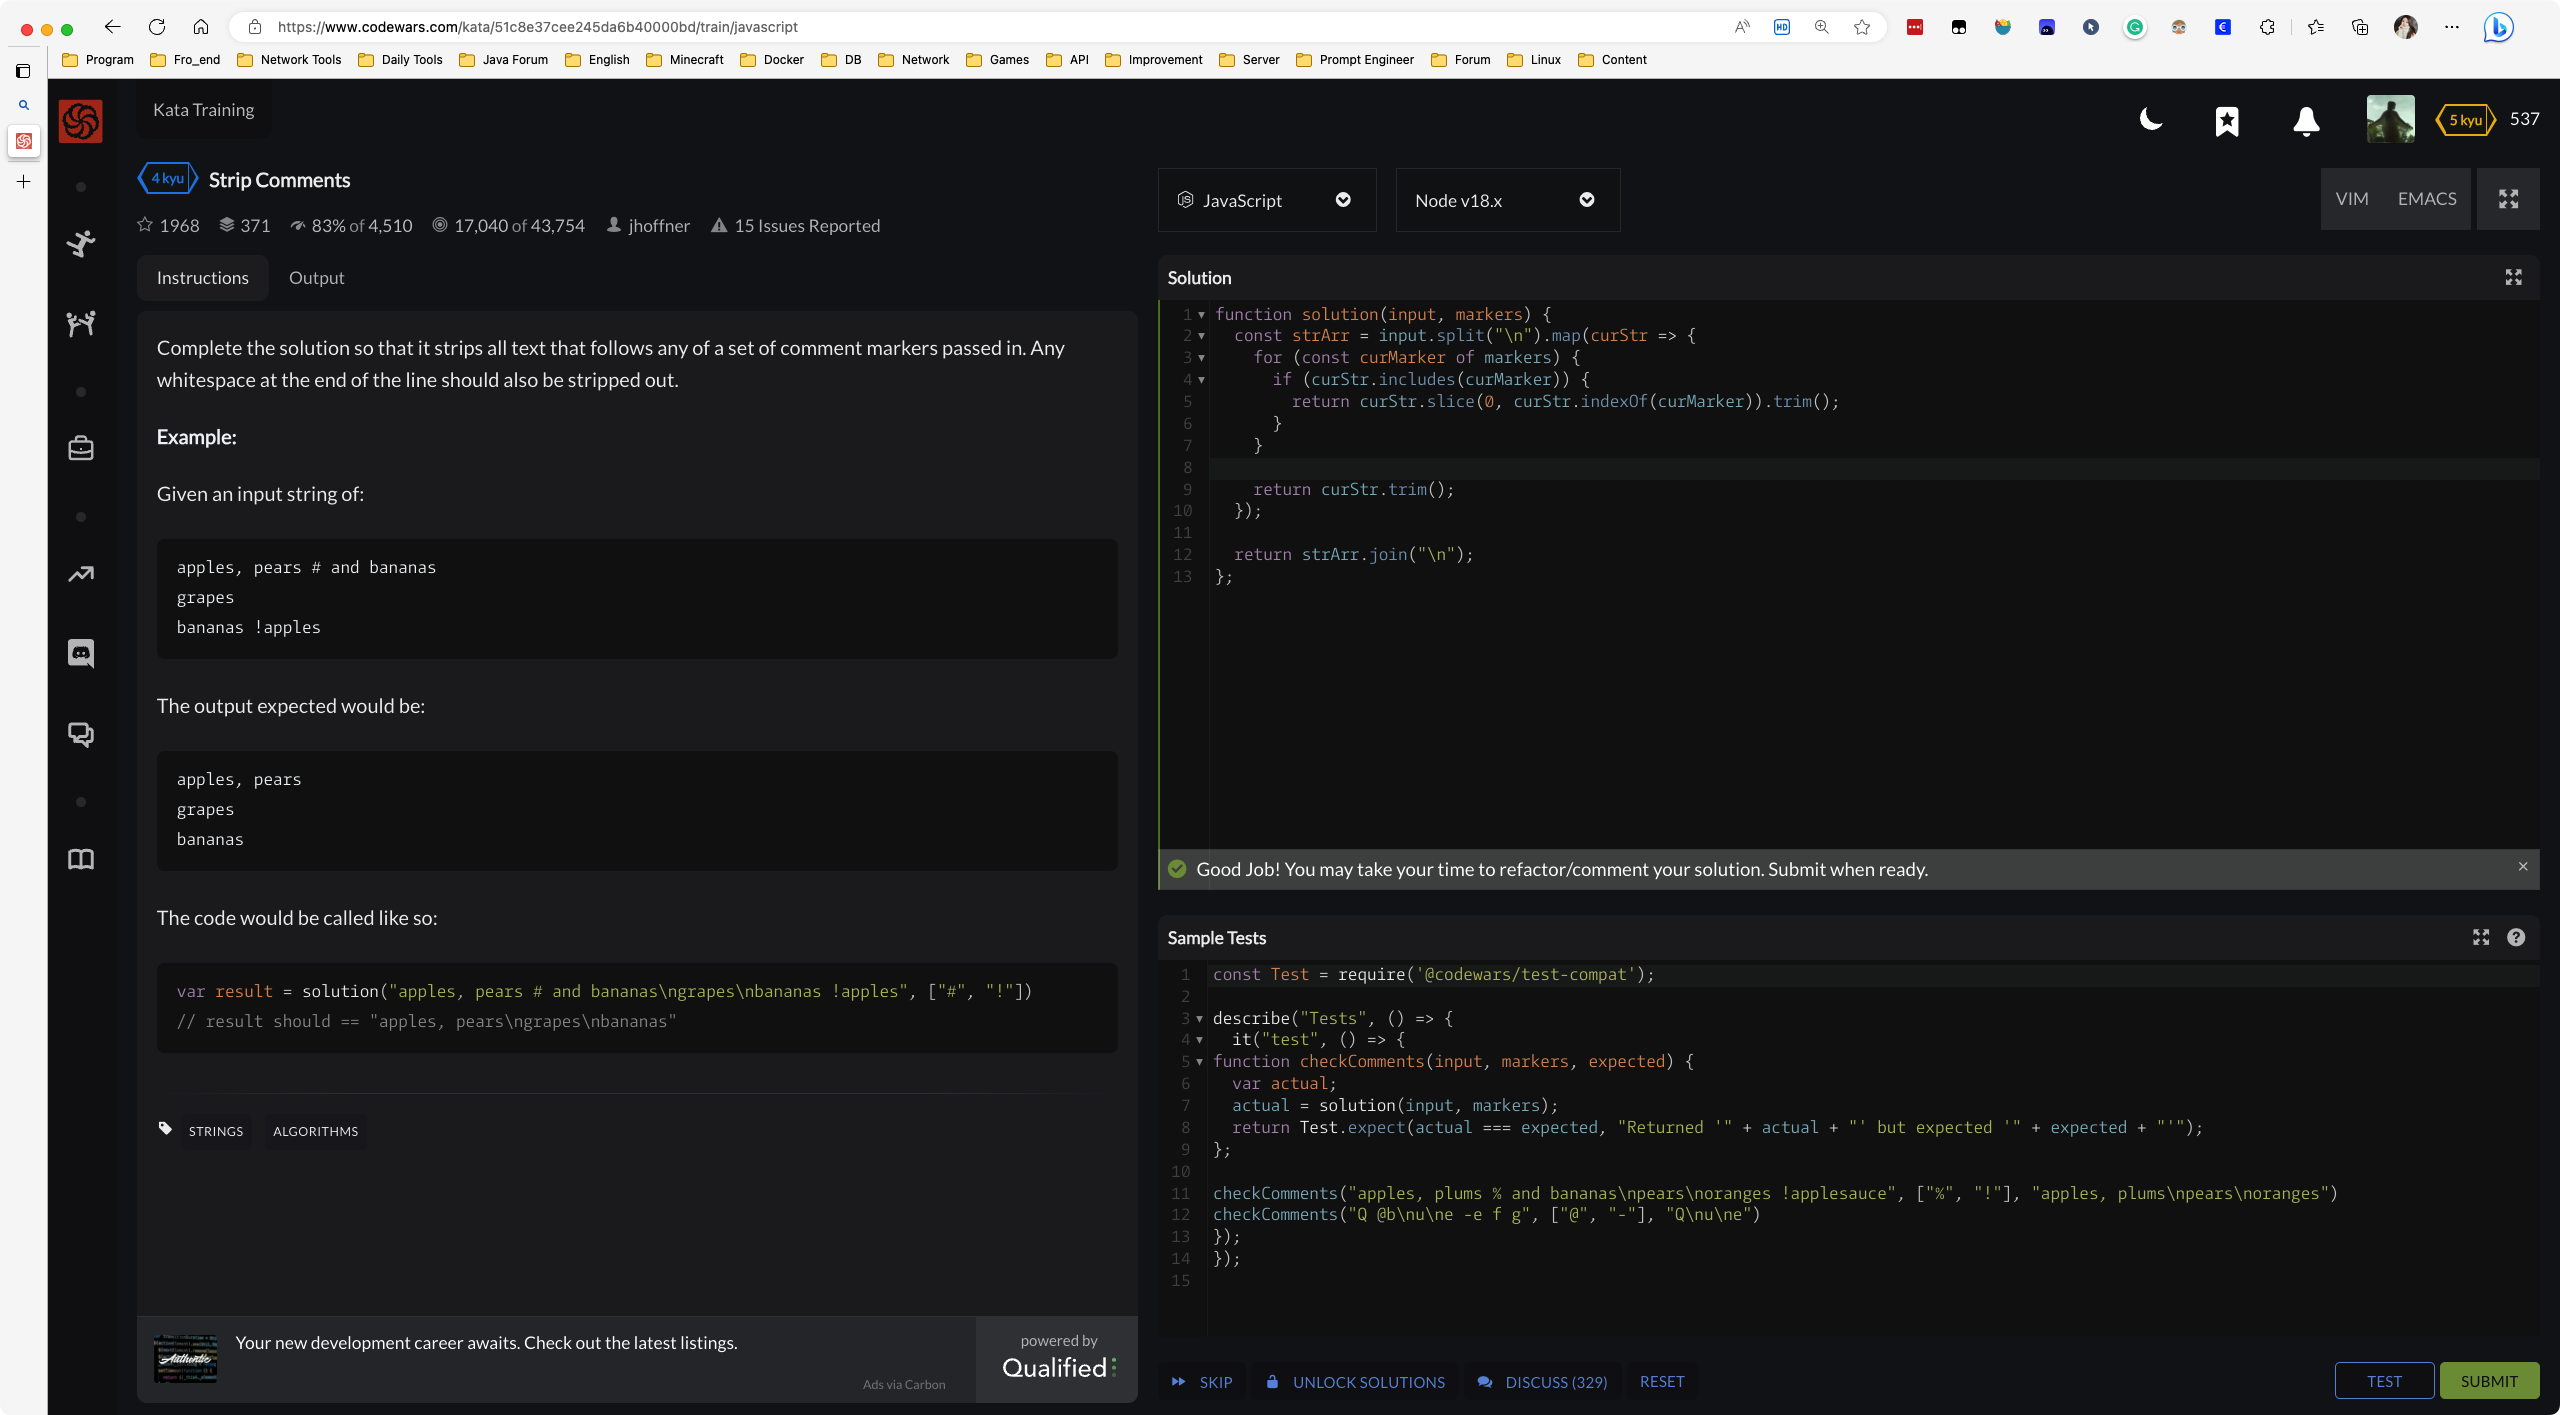 https://www.codewars.com/kata/51c8e37cee245da6b40000bd/train/javascript
Program Fro_end Network Tools Daily Tools Java Forum English Minecraft Docker DB Network Games API Improvement Server Prompt Engineer Forum Linux Content
Kata Training
5 kyu 537
4 kyu Strip Comments
1968 371 83% of 4,510 17,040 of 43,754 jhoffner 15 Issues Reported
Instructions Output
Complete the solution so that it strips all text that follows any of a set of comment markers passed in. Any
whitespace at the end of the line should also be stripped out.
Example:
Given an input string of:
apples, pears # and bananas
grapes
bananas !apples
The output expected would be:
apples, pears
grapes
bananas
The code would be called like so:
var result = solution("apples, pears # and bananas\ngrapes\nbananas !apples", ["#", "!"])
// result should == "apples, pears\ngrapes\nbananas"
STRINGS ALGORITHMS
Authentic
Your new development career awaits. Check out the latest listings.
Ads via Carbon
powered by
Qualified
JavaScript Node v18.x VIM EMACS
Solution
1 function solution(input, markers) {
2 const strArr = input.split("\n").map(curStr => {
3 for (const curMarker of markers) {
4 if (curStr.includes(curMarker)) {
5 return curStr.slice(0, curStr.indexOf(curMarker)).trim();
6 }
7 }
8
9 return curStr.trim();
10 });
11
12 return strArr.join("\n");
13 };
Good Job! You may take your time to refactor/comment your solution. Submit when ready.
Sample Tests
1 const Test = require('@codewars/test-compat');
2
3 describe("Tests", () => {
4 it("test", () => {
5 function checkComments(input, markers, expected) {
6 var actual;
7 actual = solution(input, markers);
8 return Test.expect(actual === expected, "Returned '" + actual + "' but expected '" + expected + "'");
9 };
10
11 checkComments("apples, plums % and bananas\npears\noranges !applesauce", ["%", "!"], "apples, plums\npears\noranges")
12 checkComments("Q @b\nu\ne -e f g", ["@", "-"], "Q\nu\ne")
13 });
14 });
15
SKIP UNLOCK SOLUTIONS DISCUSS (329) RESET TEST SUBMIT